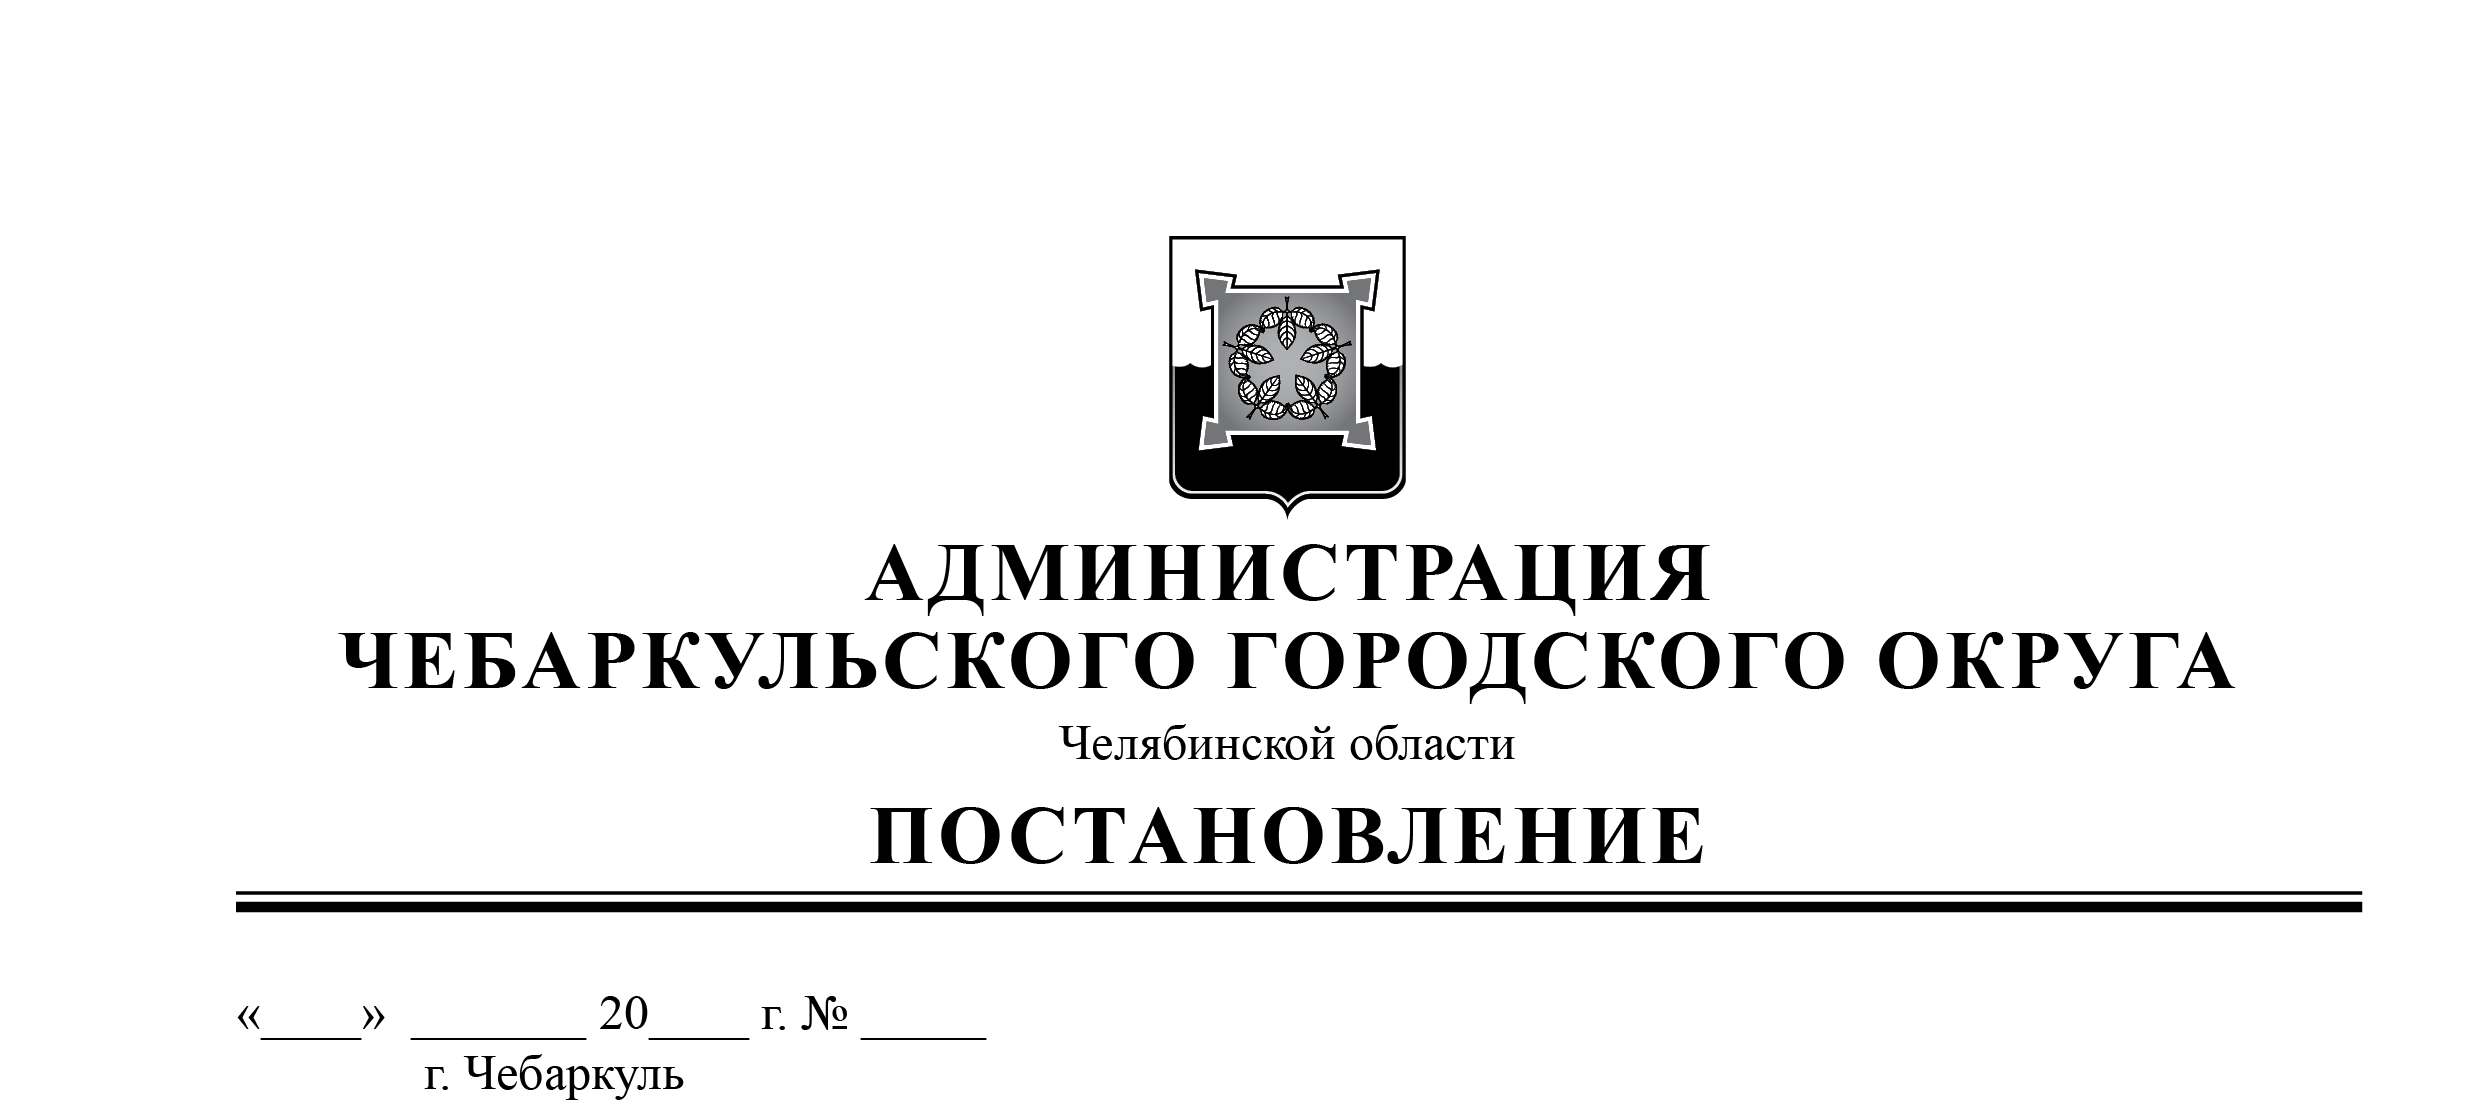 АДМИНИСТРАЦИЯ
ЧЕБАРКУЛЬСКОГО ГОРОДСКОГО ОКРУГА
Челябинской области
ПОСТАНОВЛЕНИЕ
«____» _______ 20____ г. № _____
г. Чебаркуль